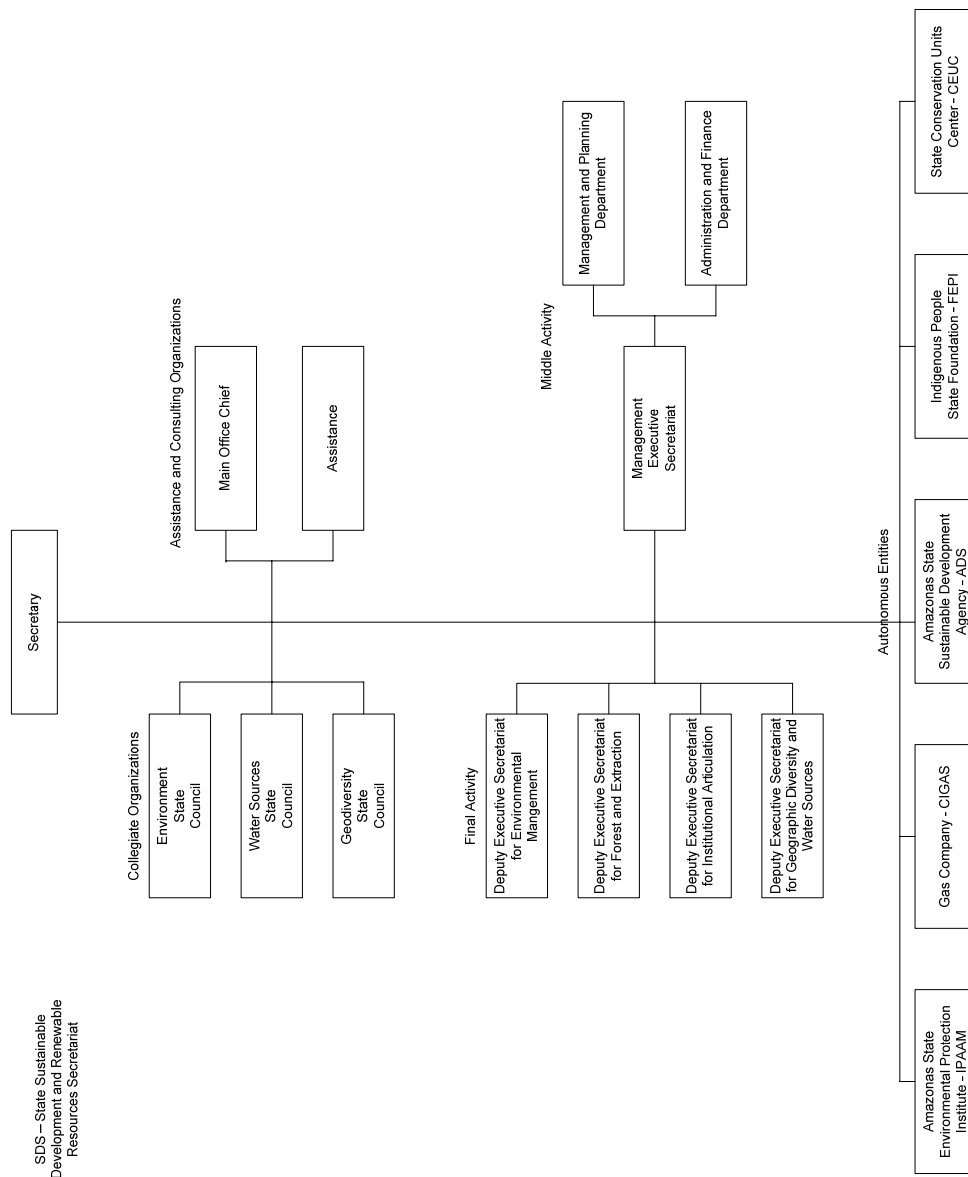 SDS – State Sustainable
Development and Renewable
Resources Secretariat
Secretary
Collegiate Organizations
Environment
State
Council
Water Sources
State
Council
Geodiversity
State
Council
Assistance and Consulting Organizations
Main Office Chief
Assistance
Final Activity
Deputy Executive Secretariat
for Environmental
Mangement
Deputy Executive Secretariat
for Forest and Extraction
Deputy Executive Secretariat
for Institutional Articulation
Deputy Executive Secretariat
for Geographic Diversity and
Water Sources
Middle Activity
Management
Executive
Secretariat
Management and Planning
Department
Administration and Finance
Department
Autonomous Entities
Amazonas State
Environmental Protection
Institute - IPAAM
Gas Company - CIGAS
Amazonas State
Sustainable Development
Agency - ADS
Indigenous People
State Foundation - FEPI
State Conservation Units
Center - CEUC